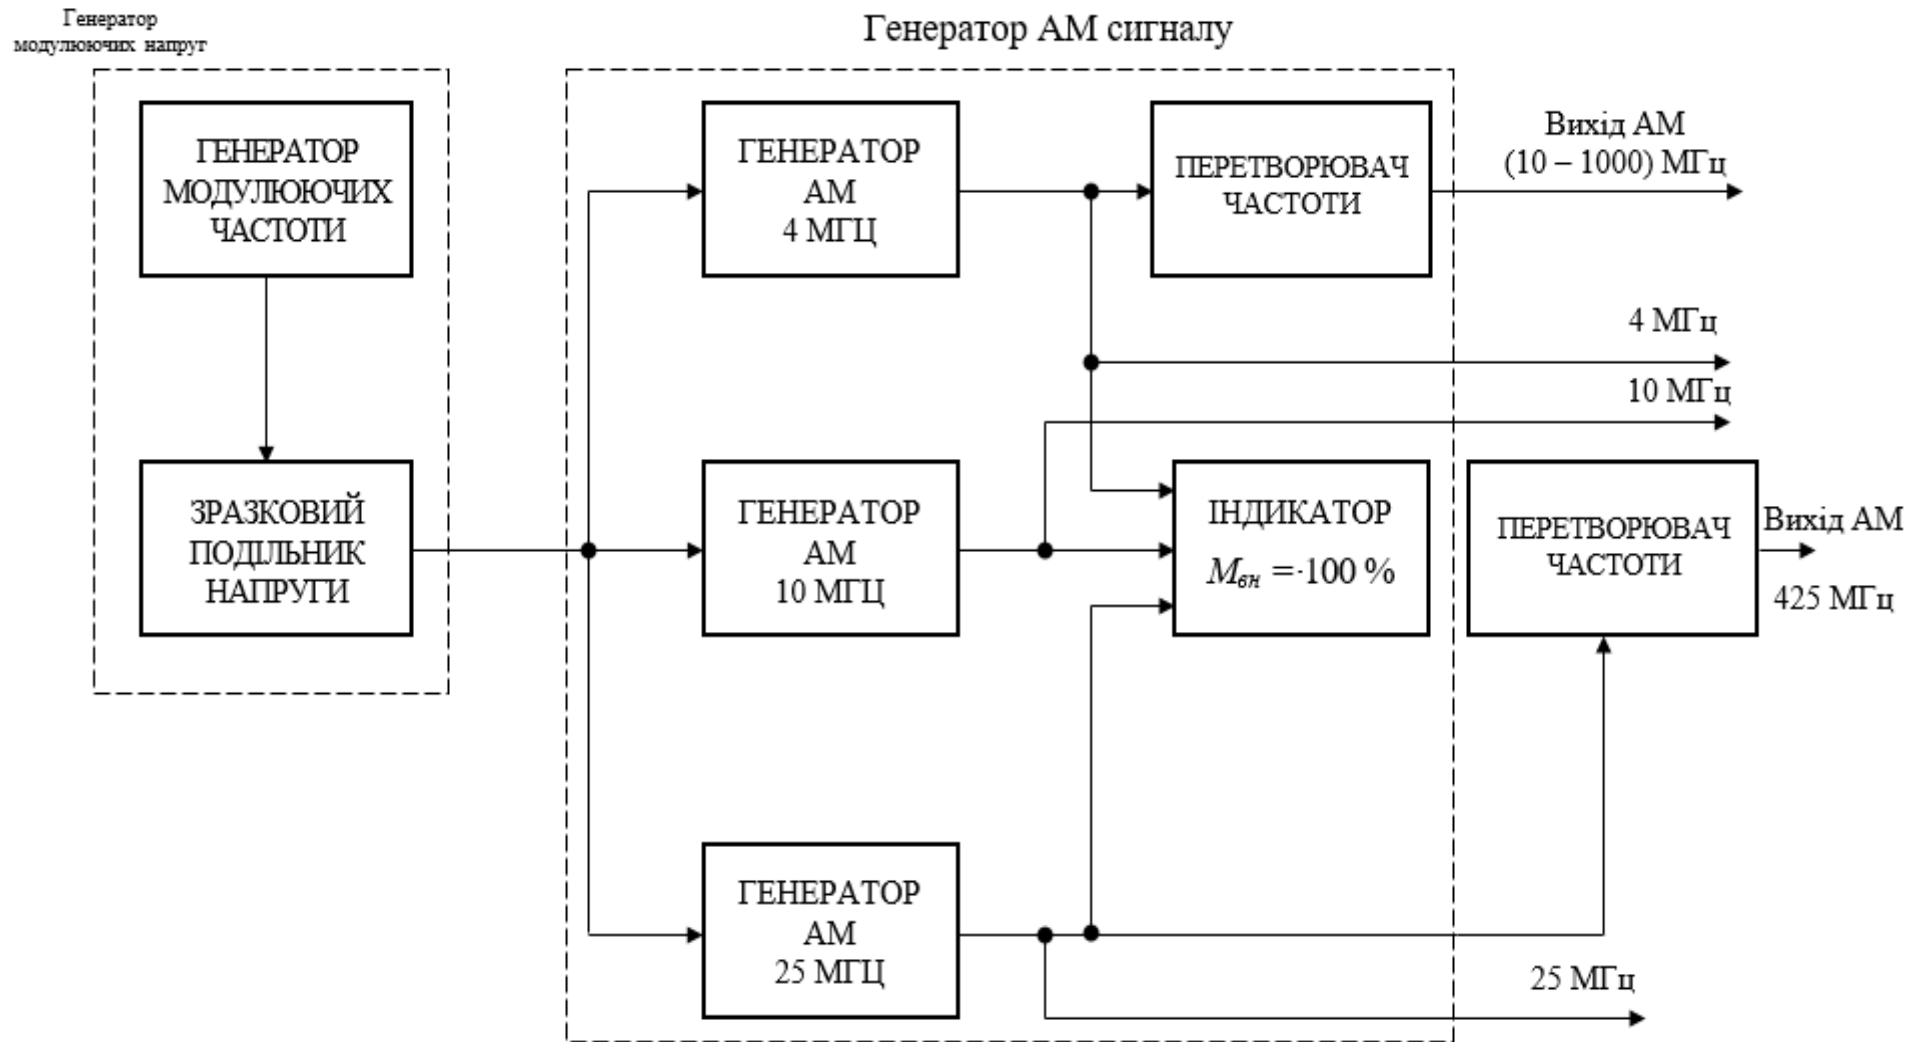 Генератор
модулюючих напруг
Генератор АМ сигналу
ГЕНЕРАТОР
МОДУЛЮЮЧИХ
ЧАСТОТИ
ГЕНЕРАТОР
АМ
4 МГЦ
ПЕРЕТВОРЮВАЧ
ЧАСТОТИ
Вихід АМ
(10 – 1000) МГц
4 МГц
10 МГц
ЗРАЗКОВИЙ
ПОДІЛЬНИК
НАПРУГИ
ГЕНЕРАТОР
АМ
10 МГЦ
ІНДИКАТОР
Mвн =·100 %
ПЕРЕТВОРЮВАЧ
ЧАСТОТИ
Вихід АМ
425 МГц
ГЕНЕРАТОР
АМ
25 МГЦ
25 МГц